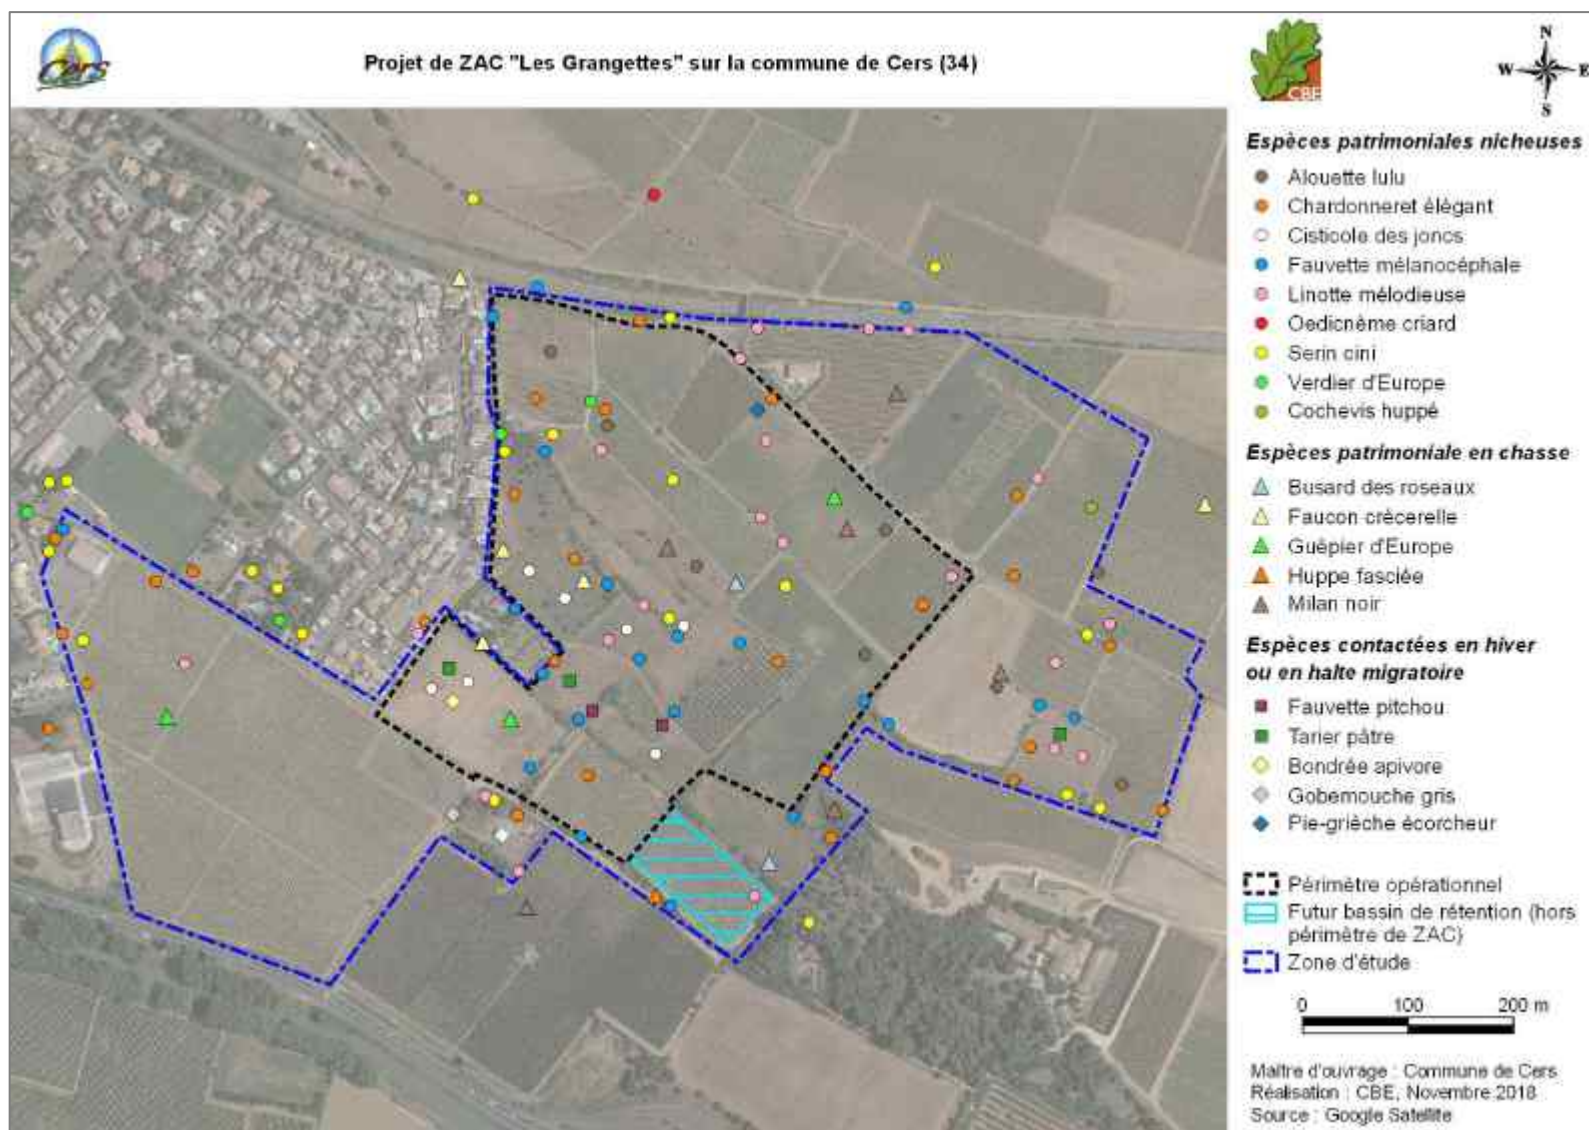 Cers
Projet de ZAC "Les Grangettes" sur la commune de Cers (34)
CBE
N
W E
S
Espèces patrimoniales nicheuses
Alouette lulu
Chardonneret élégant
Cisticole des joncs
Fauvette mélanocéphale
Linotte mélodieuse
Oedicnème criard
Serin cini
Verdier d'Europe
Cochevis huppé
Espèces patrimoniale en chasse
Busard des roseaux
Faucon crécerelle
Guêpier d'Europe
Huppe fasciée
Milan noir
Espèces contactées en hiver
ou en halte migratoire
Fauvette pitchou
Tarier pâtre
Bondrée apivore
Gobemouche gris
Pie-grièche écorcheur
Périmètre opérationnel
Futur bassin de rétention (hors
périmètre de ZAC)
Zone d'étude
0 100 200 m
Maître d'ouvrage : Commune de Cers
Réalisation : CBE, Novembre 2018
Source : Google Satellite